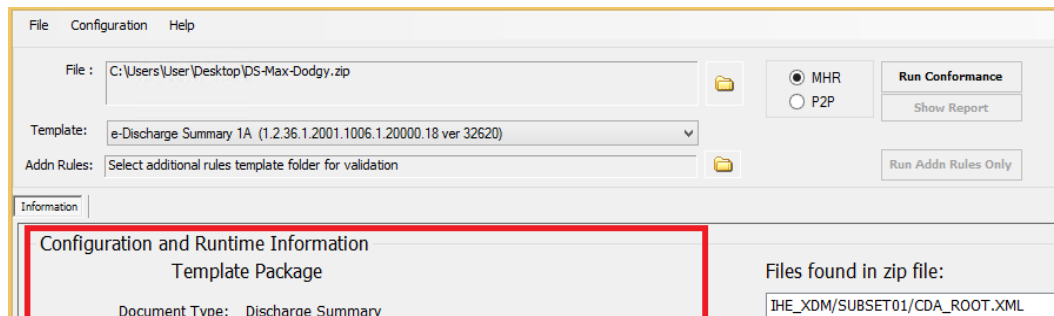 File Configuration Help
File : C:\Users\User\Desktop\DS-Max-Dodgy.zip
MHR
Run Conformance
P2P
Show Report
Template: e-Discharge Summary 1A (1.2.36.1.2001.1006.1.20000.18 ver 32620)
Addn Rules: Select additional rules template folder for validation
Run Addn Rules Only
Information
Configuration and Runtime Information
Template Package
Files found in zip file:
Document Type: Discharge Summary
IHE_XDM/SUBSET01/CDA_ROOT.XML